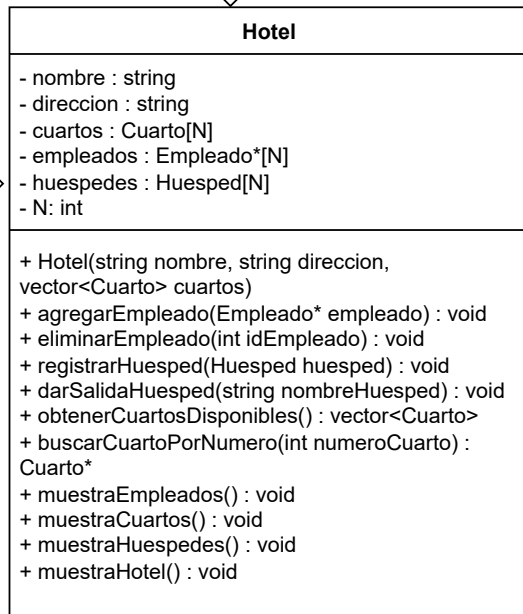 Hotel
- nombre : string
- direccion : string
- cuartos : Cuarto[N]
- empleados : Empleado*[N]
- huespedes : Huesped[N]
- N: int
+ Hotel(string nombre, string direccion,
vector<Cuarto> cuartos)
+ agregarEmpleado(Empleado* empleado) : void
+ eliminarEmpleado(int idEmpleado) : void
+ registrarHuesped(Huesped huesped) : void
+ darSalidaHuesped(string nombreHuesped) : void
+ obtenerCuartosDisponibles() : vector<Cuarto>
+ buscarCuartoPorNumero(int numeroCuarto) :
Cuarto*
+ muestraEmpleados() : void
+ muestraCuartos() : void
+ muestraHuespedes() : void
+ muestraHotel() : void